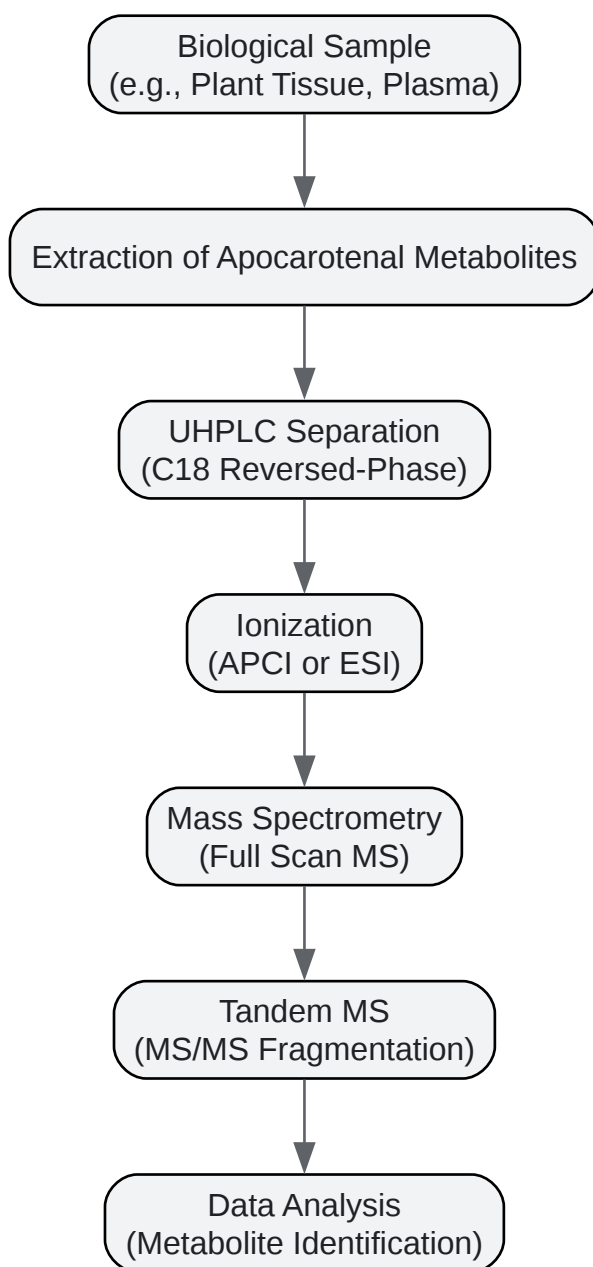 Biological Sample
(e.g., Plant Tissue, Plasma)
Extraction of Apocarotenal Metabolites
UHPLC Separation
(C18 Reversed-Phase)
Ionization
(APCI or ESI)
Mass Spectrometry
(Full Scan MS)
Tandem MS
(MS/MS Fragmentation)
Data Analysis
(Metabolite Identification)